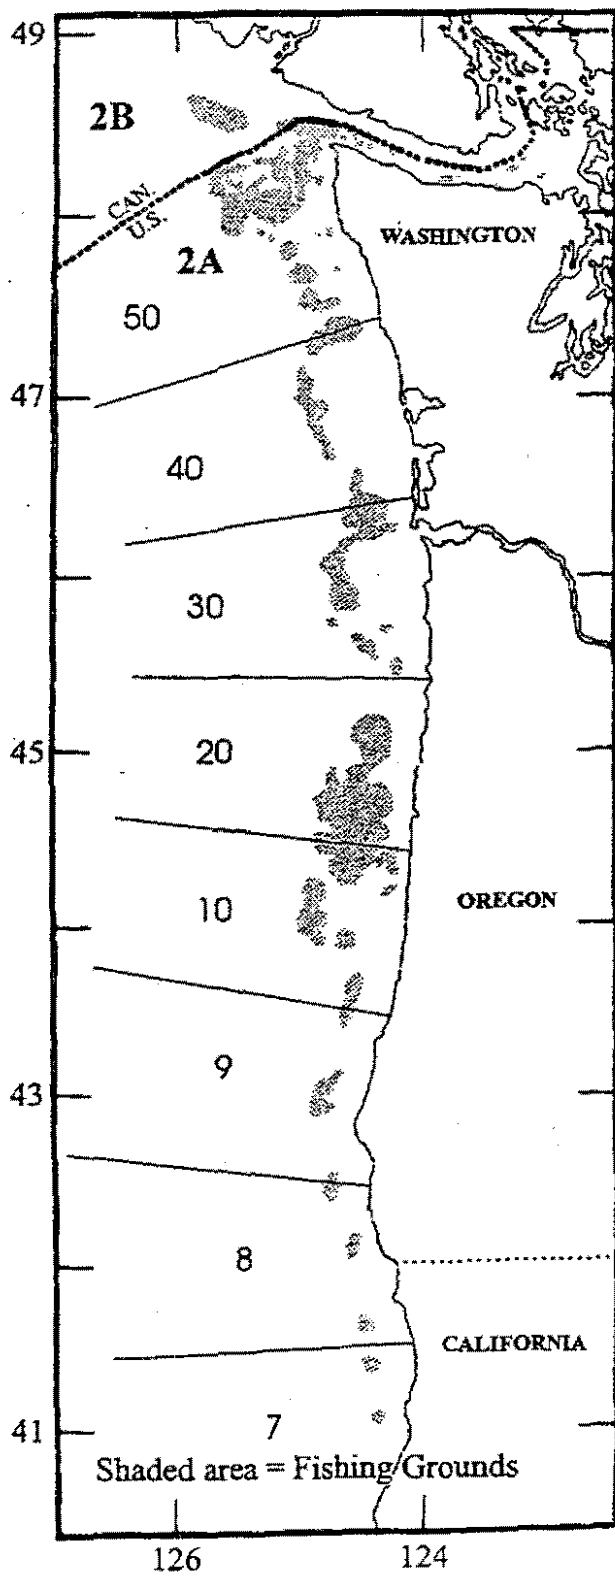 49
2B
CAN.
U.S.
WASHINGTON
2A
50
47
40
30
45
20
10
OREGON
9
43
8
CALIFORNIA
41
7
Shaded area = Fishing Grounds
126
124